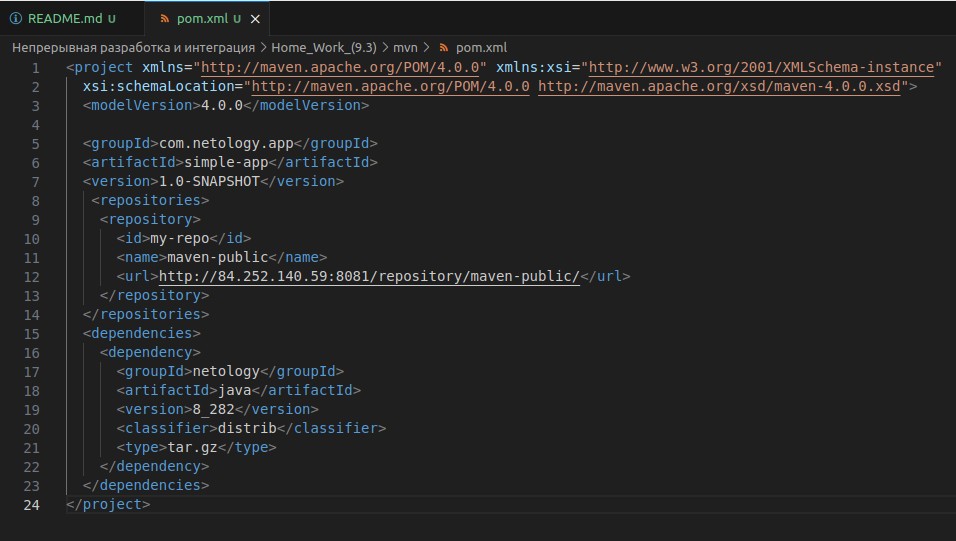 README.md U pom.xml U
Непрерывная разработка и интеграция > Home_Work_(9.3) > mvn > pom.xml
1 <project xmlns="http://maven.apache.org/POM/4.0.0" xmlns:xsi="http://www.w3.org/2001/XMLSchema-instance"
2 xsi:schemaLocation="http://maven.apache.org/POM/4.0.0 http://maven.apache.org/xsd/maven-4.0.0.xsd">
3 <modelVersion>4.0.0</modelVersion>
4
5 <groupId>com.netology.app</groupId>
6 <artifactId>simple-app</artifactId>
7 <version>1.0-SNAPSHOT</version>
8 <repositories>
9 <repository>
10 <id>my-repo</id>
11 <name>maven-public</name>
12 <url>http://84.252.140.59:8081/repository/maven-public/</url>
13 </repository>
14 </repositories>
15 <dependencies>
16 <dependency>
17 <groupId>netology</groupId>
18 <artifactId>java</artifactId>
19 <version>8_282</version>
20 <classifier>distrib</classifier>
21 <type>tar.gz</type>
22 </dependency>
23 </dependencies>
24 </project>